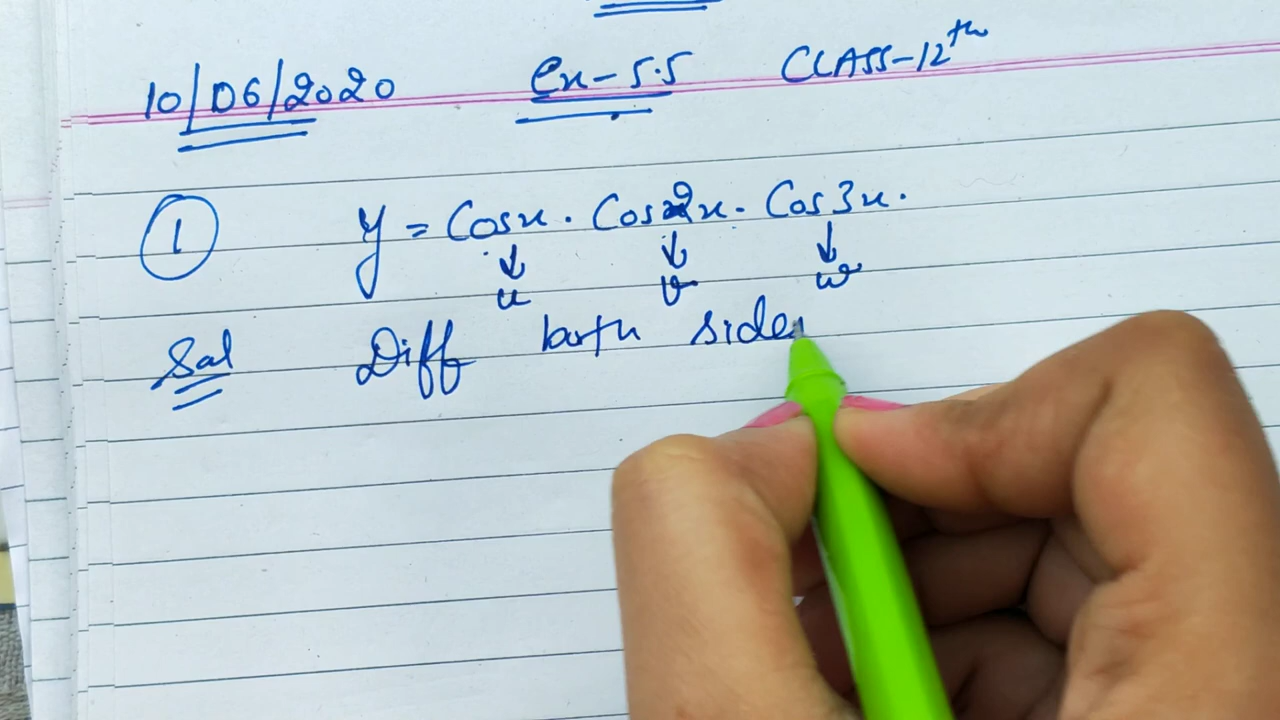 10/06/2020 Ex-5.5 CLASS-12th
1 y = Cosx . Cos2x . Cos3x .
u v w
Sol Diff both sides